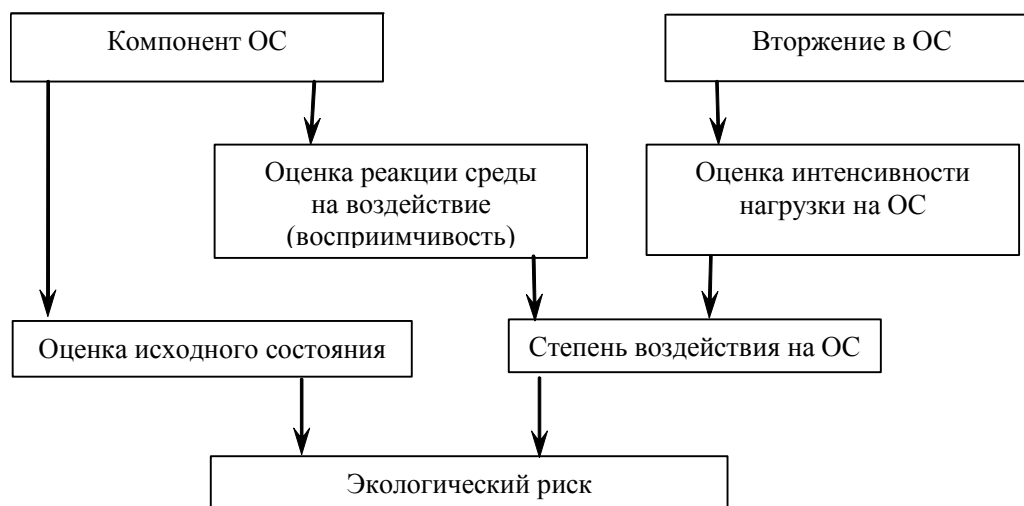 Компонент ОС
Вторжение в ОС
Оценка реакции среды
на воздействие
(восприимчивость)
Оценка интенсивности
нагрузки на ОС
Оценка исходного состояния
Степень воздействия на ОС
Экологический риск